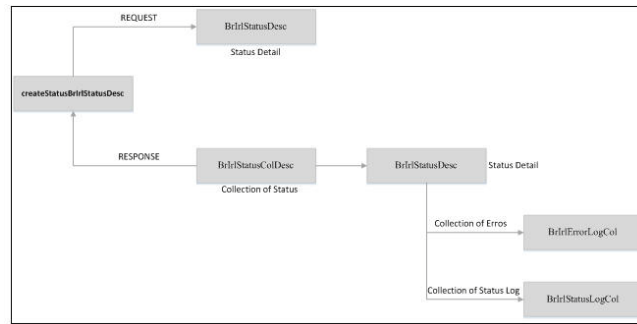 REQUEST
BrIrlStatusDesc
Status Detail
createStatusBrIrlStatusDesc
RESPONSE
BrIrlStatusColDesc
BrIrlStatusDesc
Status Detail
Collection of Status
Collection of Erros
BrIrlErrorLogCol
Collection of Status Log
BrIrlStatusLogCol